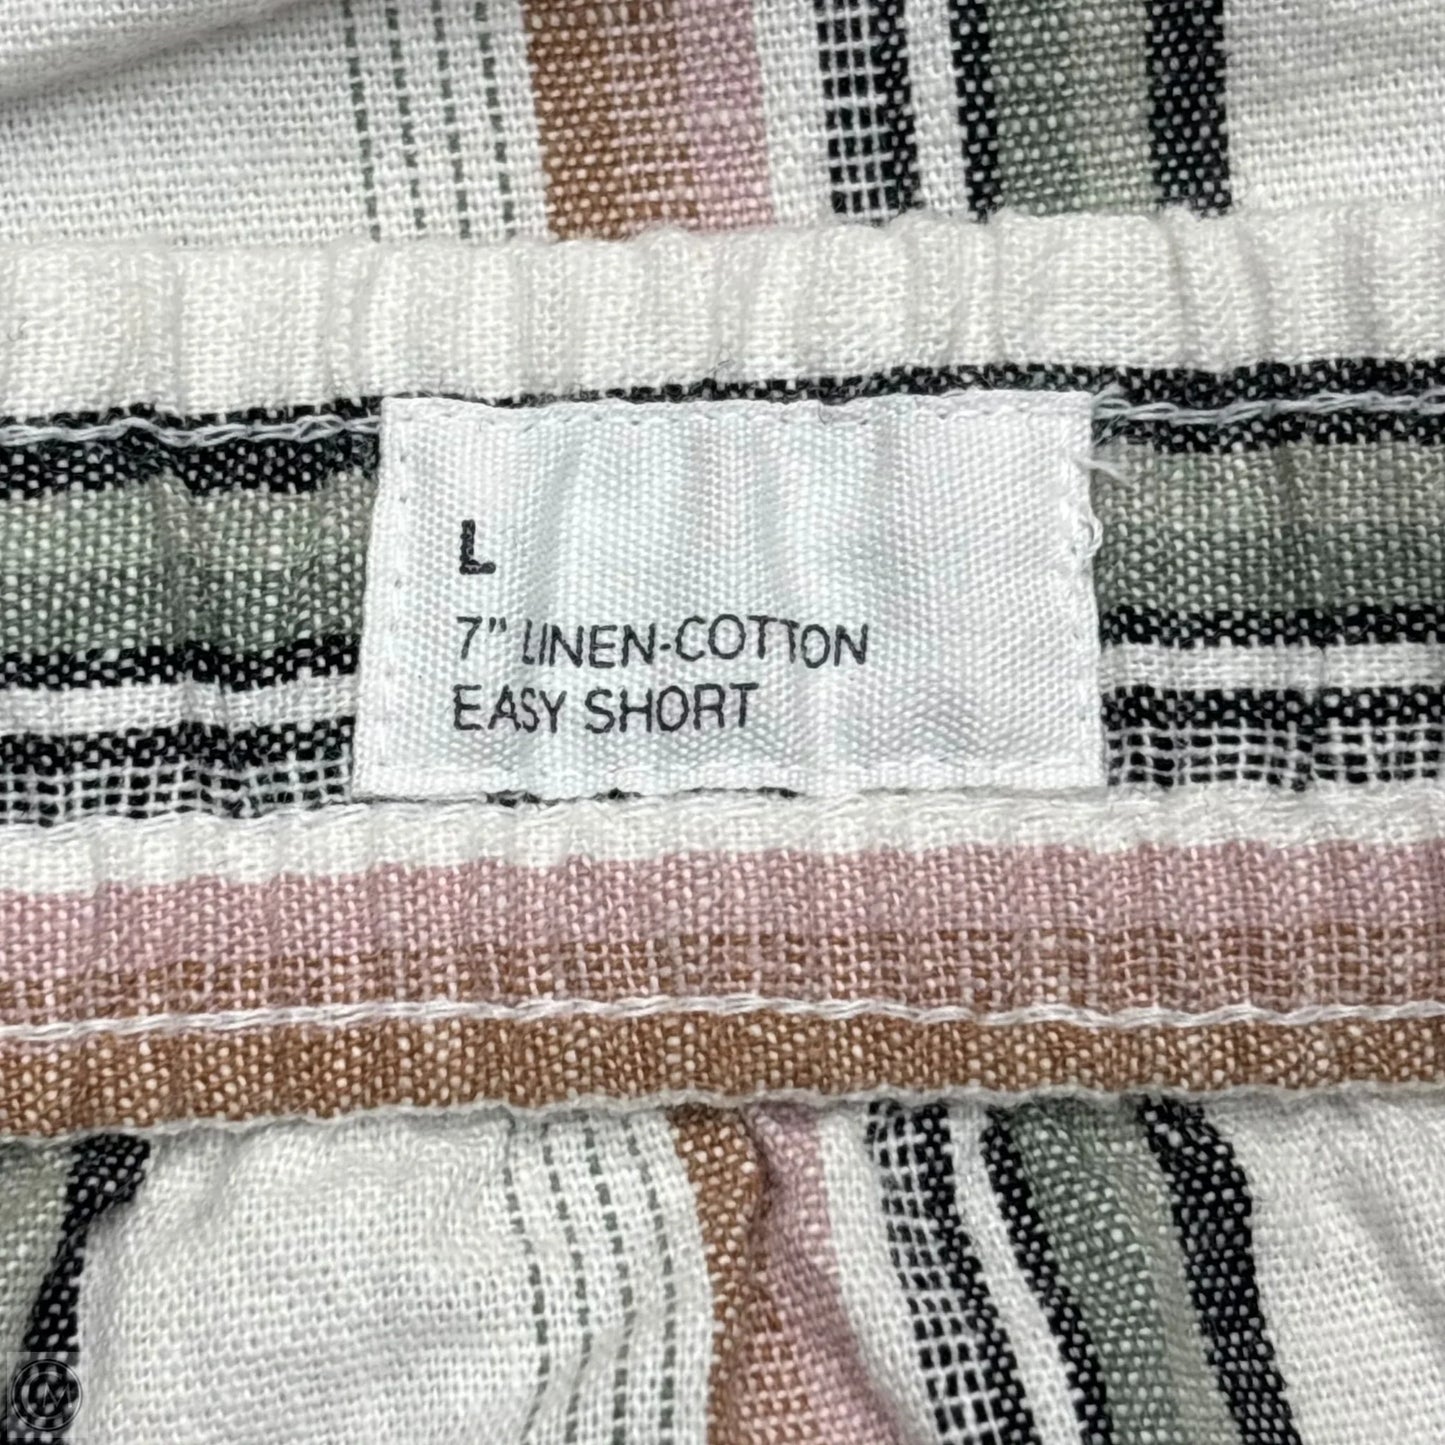 L
7" LINEN-COTTON
EASY SHORT